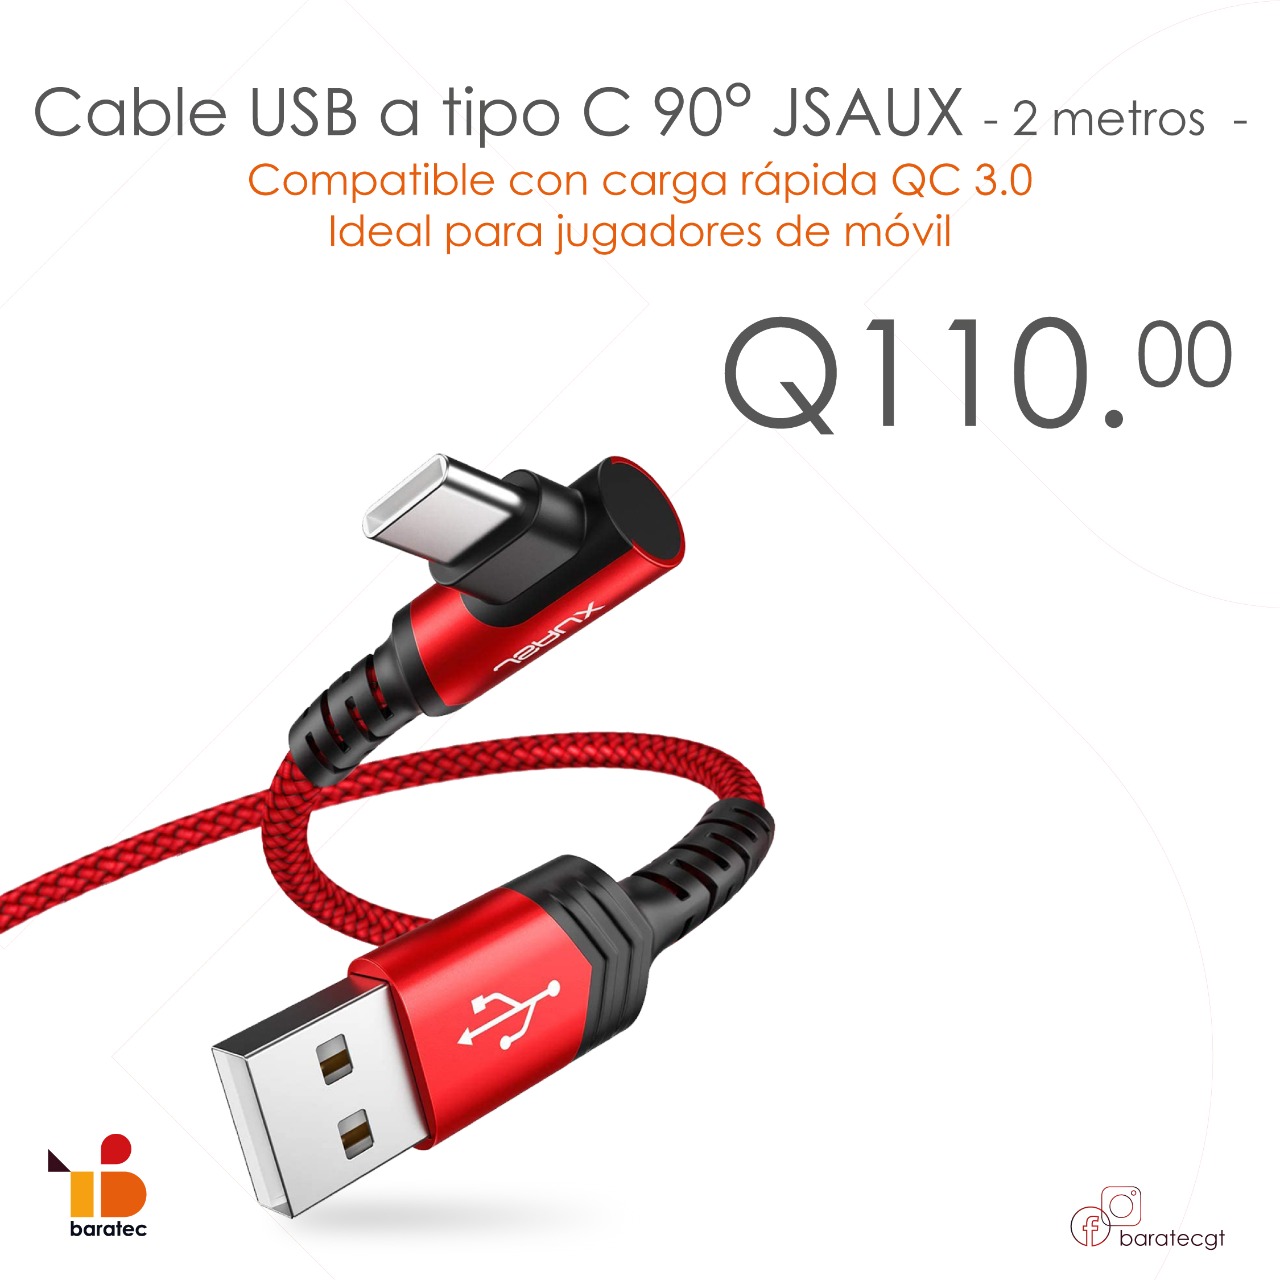 Cable USB a tipo C 90° JSAUX - 2 metros -
Compatible con carga rápida QC 3.0
Ideal para jugadores de móvil
Q110.00
JSAUX
baratec
baratecgt